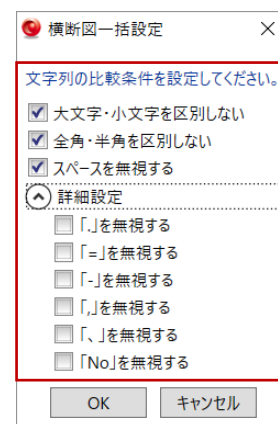 横断図一括設定
文字列の比較条件を設定してください。
大文字・小文字を区別しない
全角・半角を区別しない
スペースを無視する
詳細設定
「.」を無視する
「=」を無視する
「-」を無視する
「,」を無視する
「、」を無視する
「No」を無視する
OK キャンセル